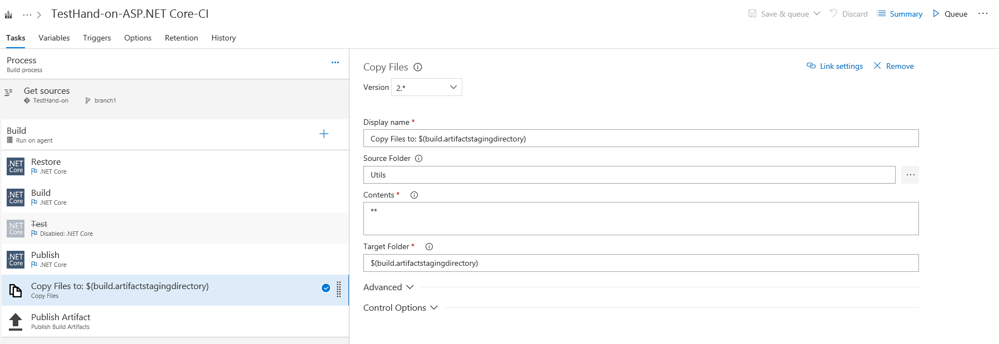 TestHand-on-ASP.NET Core-CI
Save & queue
Discard
Summary
Queue
Tasks
Variables
Triggers
Options
Retention
History
Process
Build process
Get sources
TestHand-on
branch1
Build
Run on agent
.NET Core
Restore
.NET Core
.NET Core
Build
.NET Core
.NET Core
Test
Disabled: .NET Core
.NET Core
Publish
.NET Core
Copy Files to: $(build.artifactstagingdirectory)
Copy Files
Publish Artifact
Publish Build Artifacts
Copy Files
Link settings
Remove
Version
2.*
Display name *
Copy Files to: $(build.artifactstagingdirectory)
Source Folder
Utils
Contents *
**
Target Folder *
$(build.artifactstagingdirectory)
Advanced
Control Options